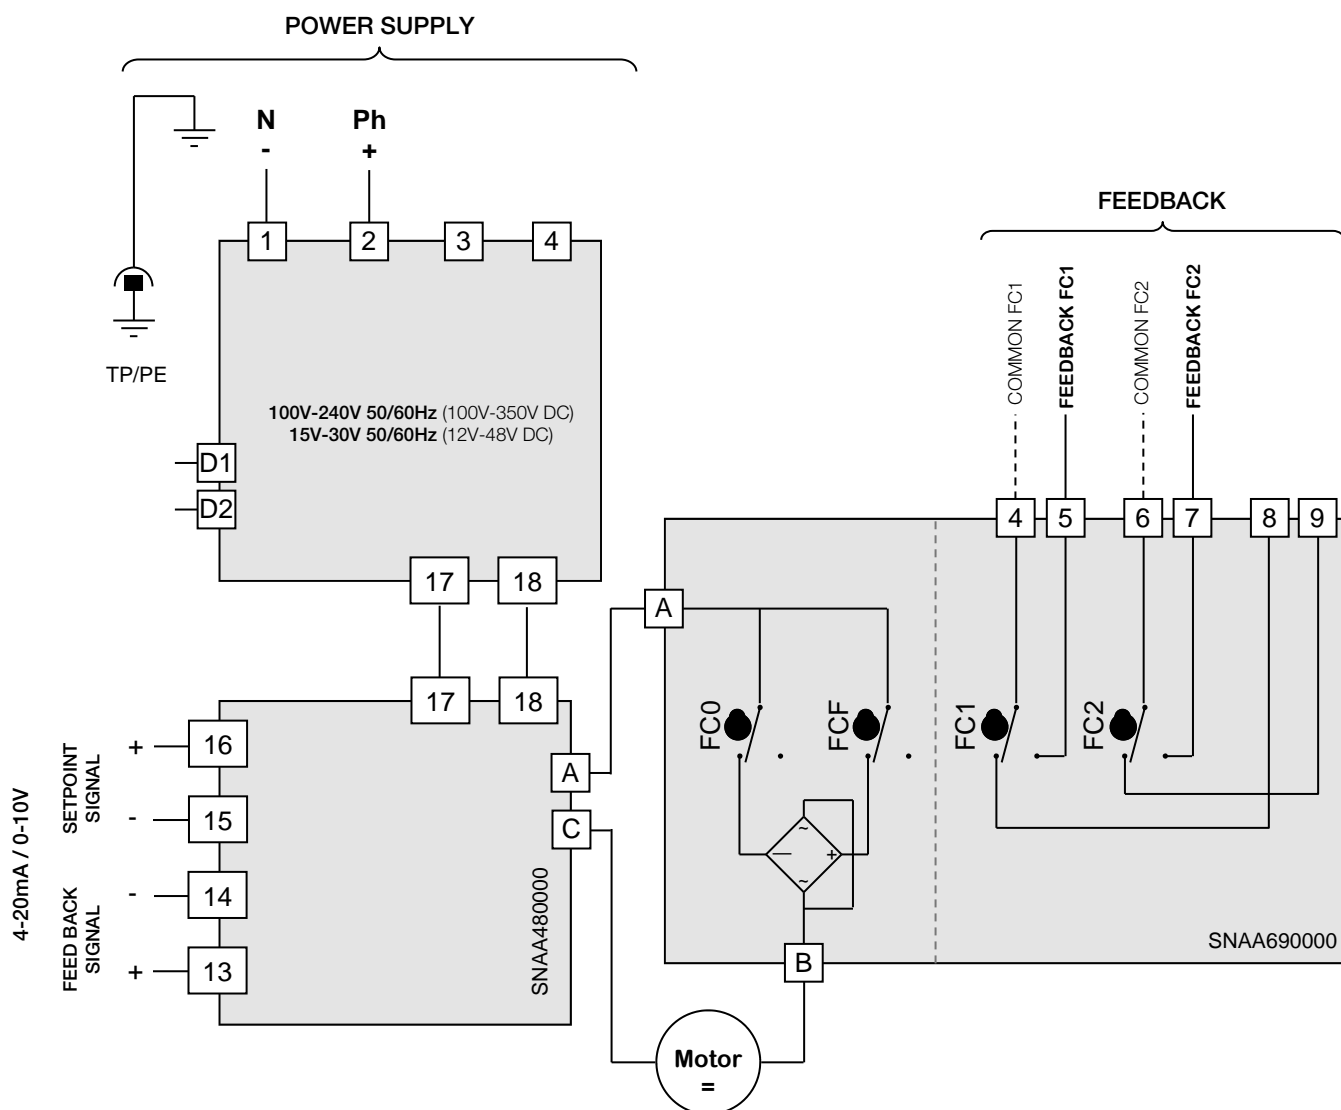 POWER SUPPLY
N
-
Ph
+
1
2
3
4
TP/PE
100V-240V 50/60Hz (100V-350V DC)
15V-30V 50/60Hz (12V-48V DC)
D1
D2
17
18
17
18
4-20mA / 0-10V
SETPOINT
SIGNAL
+
16
-
15
FEED BACK
SIGNAL
-
14
+
13
A
C
SNAA480000
FEEDBACK
COMMON FC1
FEEDBACK FC1
COMMON FC2
FEEDBACK FC2
4
5
6
7
8
9
A
FC0
FCF
FC1
FC2
~
—
+
~
B
SNAA690000
Motor
=